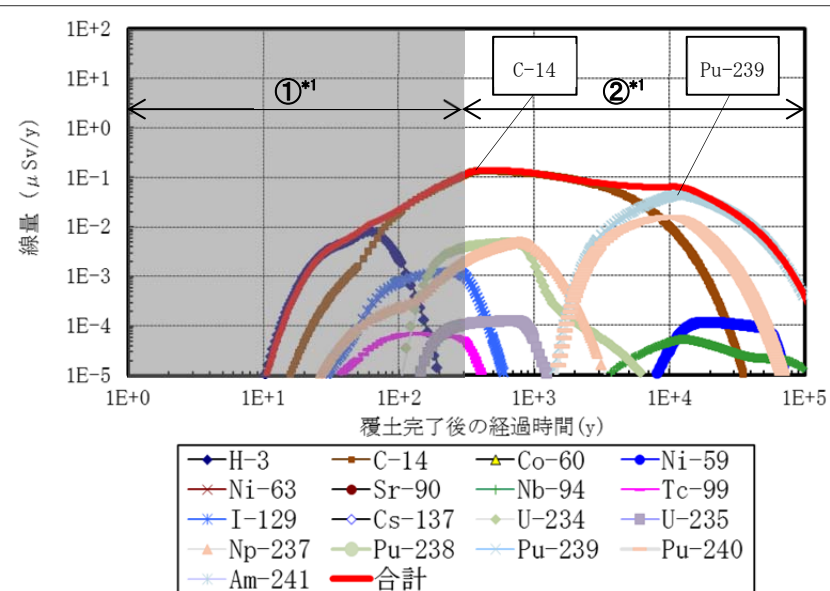 1E+2
1E+1
1E+0
1E-1
1E-2
1E-3
1E-4
1E-5
線量 (μSv/y)
①*1
②*1
C-14
Pu-239
1E+0 1E+1 1E+2 1E+3 1E+4 1E+5
覆土完了後の経過時間(y)
H-3 C-14 Co-60 Ni-59
Ni-63 Sr-90 Nb-94 Tc-99
I-129 Cs-137 U-234 U-235
Np-237 Pu-238 Pu-239 Pu-240
Am-241 合計